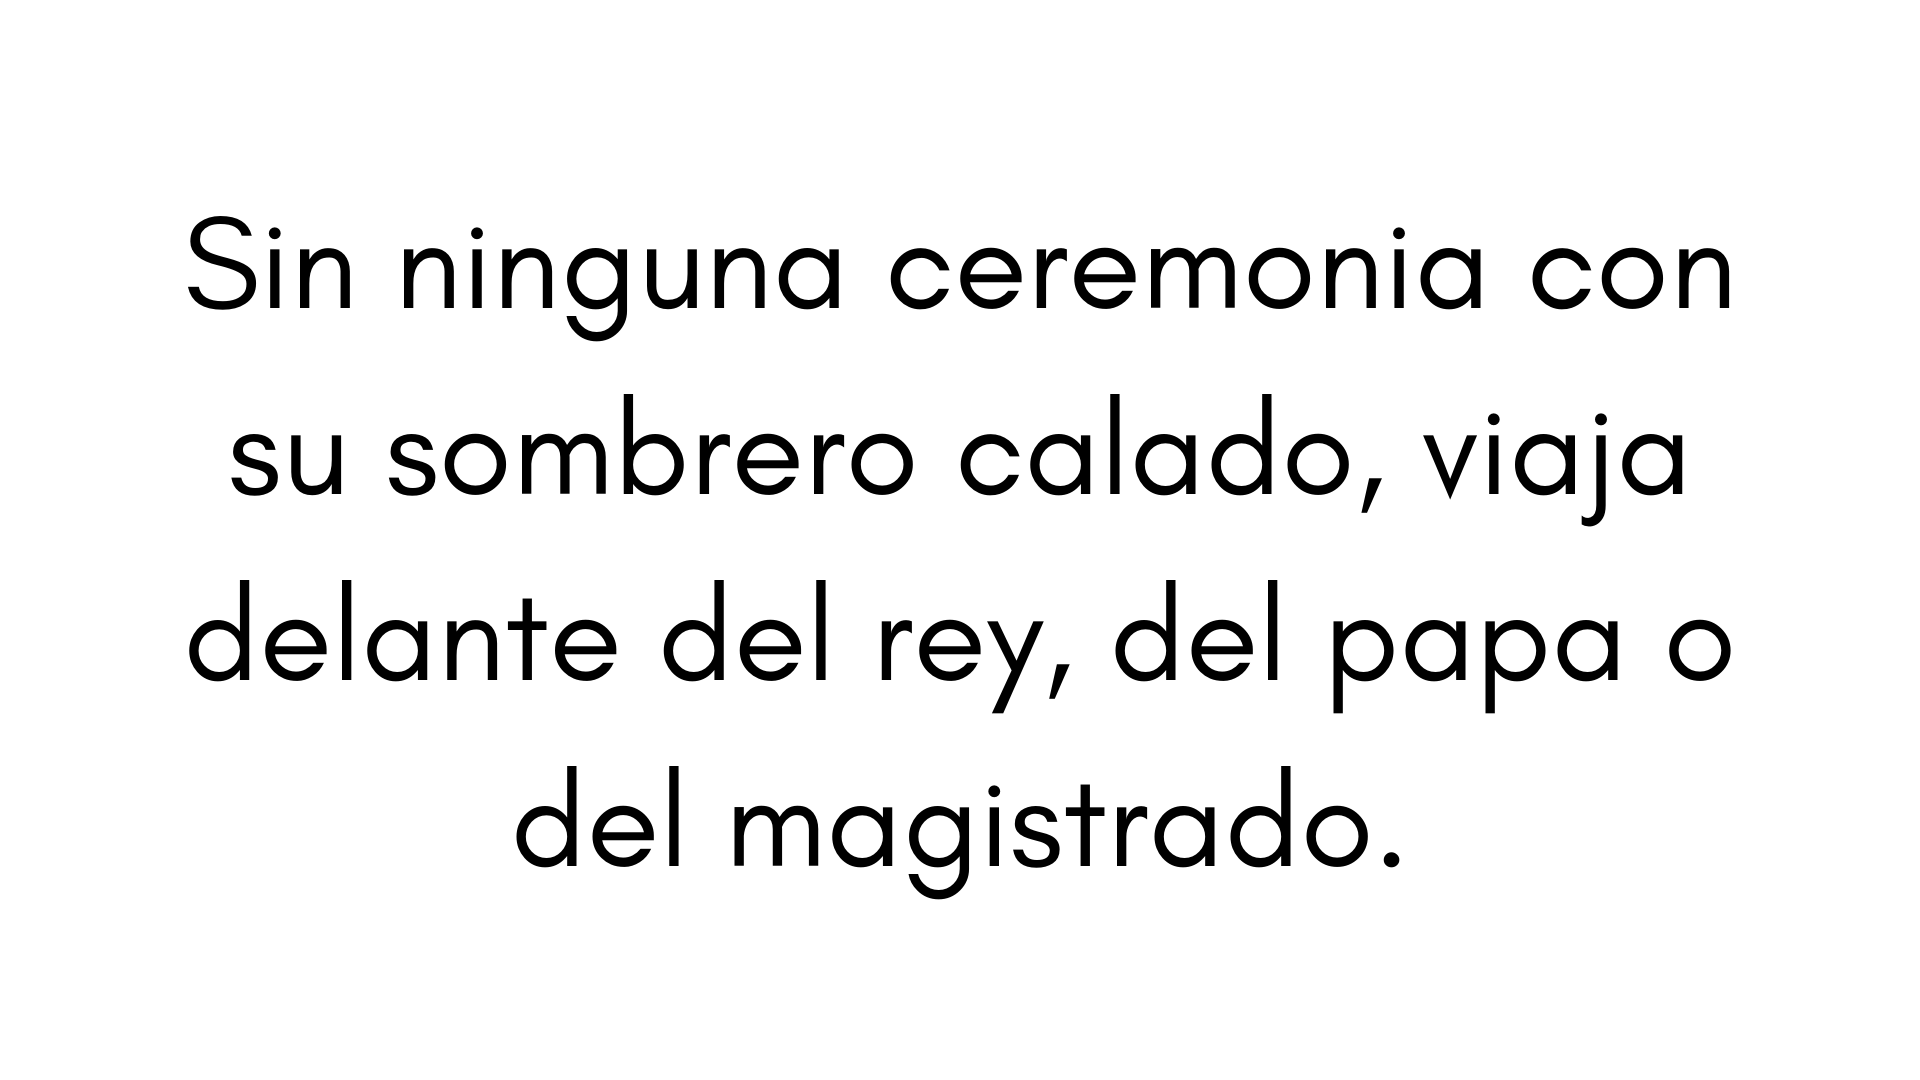 Sin ninguna ceremonia con
su sombrero calado, viaja
delante del rey, del papa o
del magistrado.